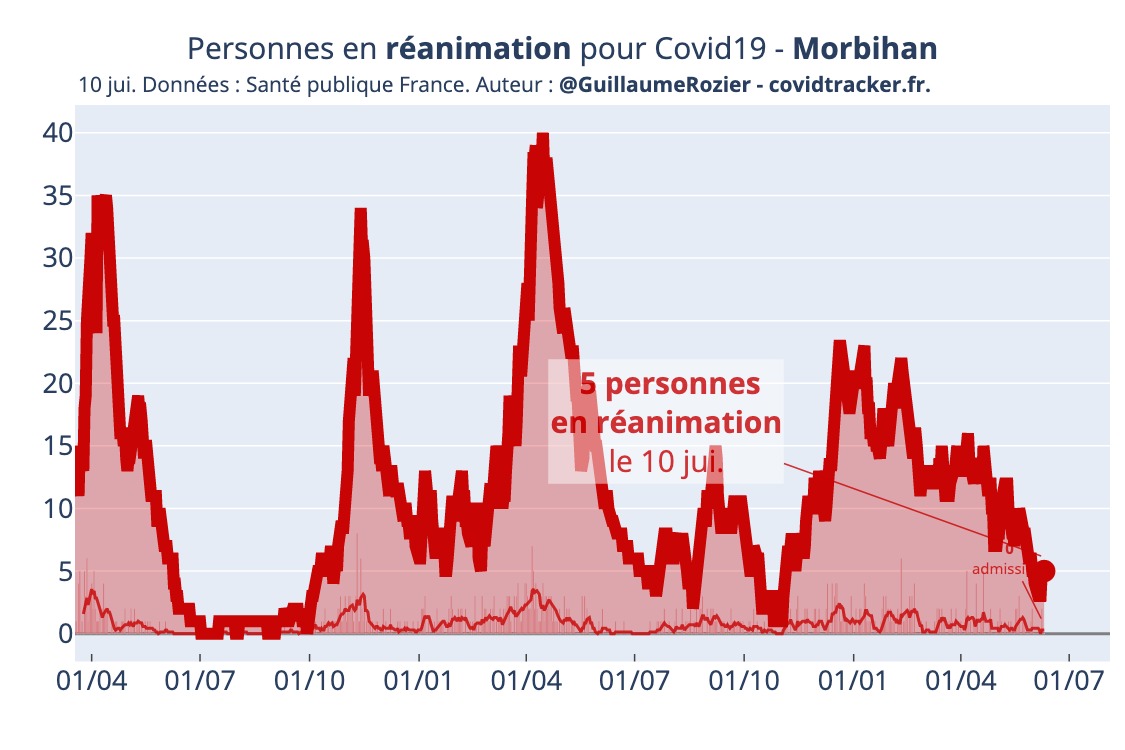 Personnes en réanimation pour Covid19 - Morbihan
10 jui. Données : Santé publique France. Auteur : @GuillaumeRozier - covidtracker.fr.
40
35
30
25
20
15
10
5
0
5 personnes
en réanimation
le 10 jui.
0
admissi
01/04 01/07 01/10 01/01 01/04 01/07 01/10 01/01 01/04 01/07